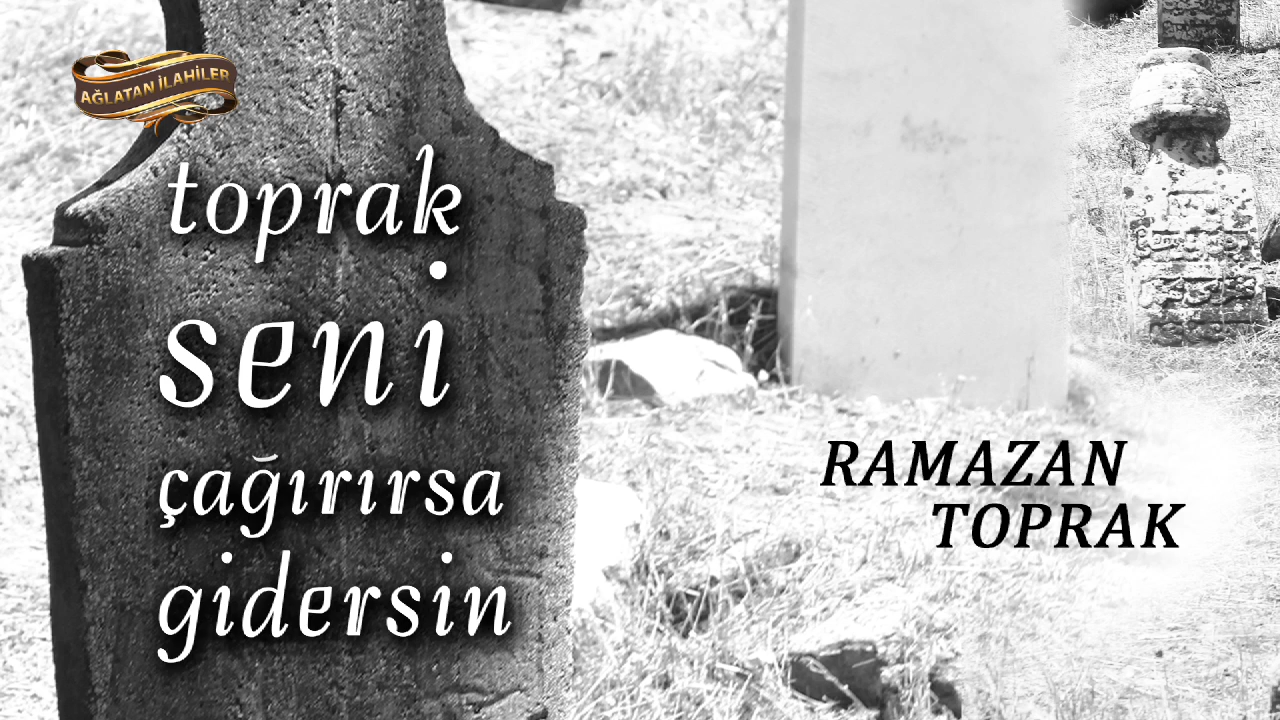 AĞLATAN İLAHİLER
toprak
seni
çağırırsa
gidersin
RAMAZAN
TOPRAK